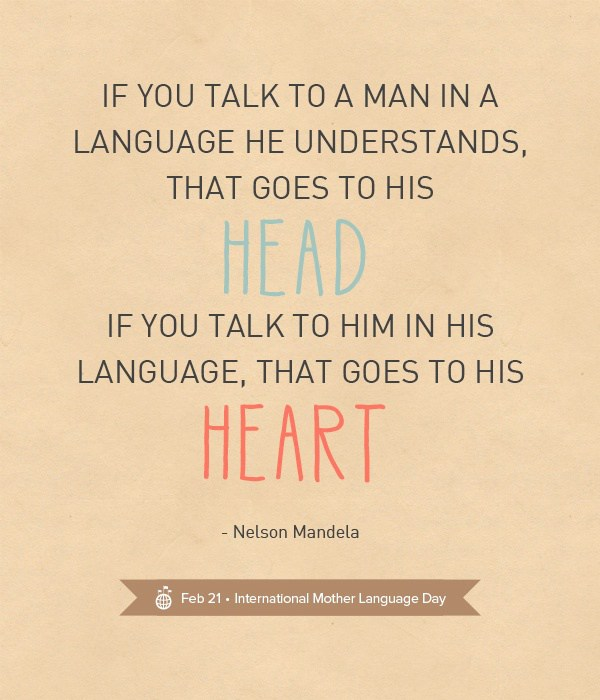 IF YOU TALK TO A MAN IN A
LANGUAGE HE UNDERSTANDS,
THAT GOES TO HIS
HEAD
IF YOU TALK TO HIM IN HIS
LANGUAGE, THAT GOES TO HIS
HEART
- Nelson Mandela
Feb 21 • International Mother Language Day